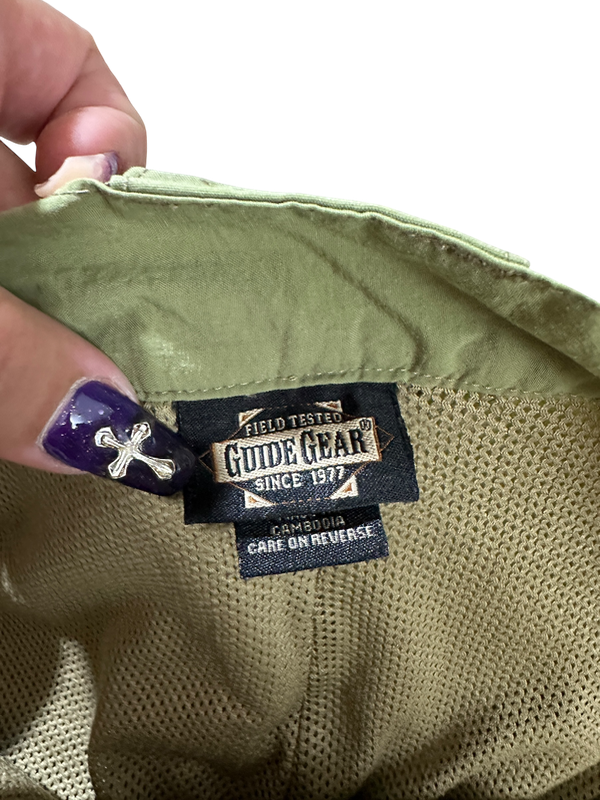 FIELD TESTED
GUIDE GEAR®
SINCE 1977
CAMBODIA
CARE ON REVERSE